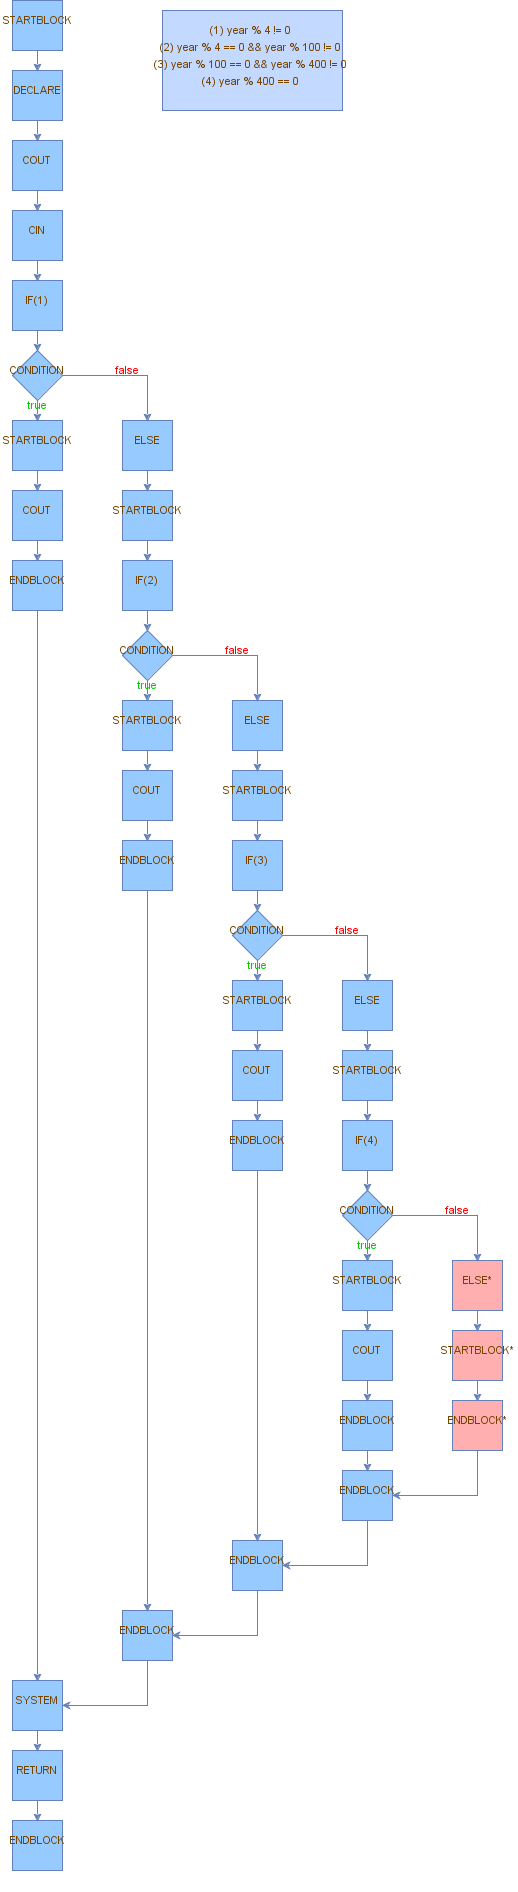 STARTBLOCK
(1) year % 4 != 0
(2) year % 4 == 0 && year % 100 != 0
(3) year % 100 == 0 && year % 400 != 0
(4) year % 400 == 0
DECLARE
COUT
CIN
IF(1)
CONDITION
false
true
STARTBLOCK
ELSE
COUT
STARTBLOCK
ENDBLOCK
IF(2)
CONDITION
false
true
STARTBLOCK
ELSE
COUT
STARTBLOCK
ENDBLOCK
IF(3)
CONDITION
false
true
STARTBLOCK
ELSE
COUT
STARTBLOCK
ENDBLOCK
IF(4)
CONDITION
false
true
STARTBLOCK
ELSE*
COUT
STARTBLOCK*
ENDBLOCK
ENDBLOCK*
ENDBLOCK
ENDBLOCK
ENDBLOCK
SYSTEM
RETURN
ENDBLOCK